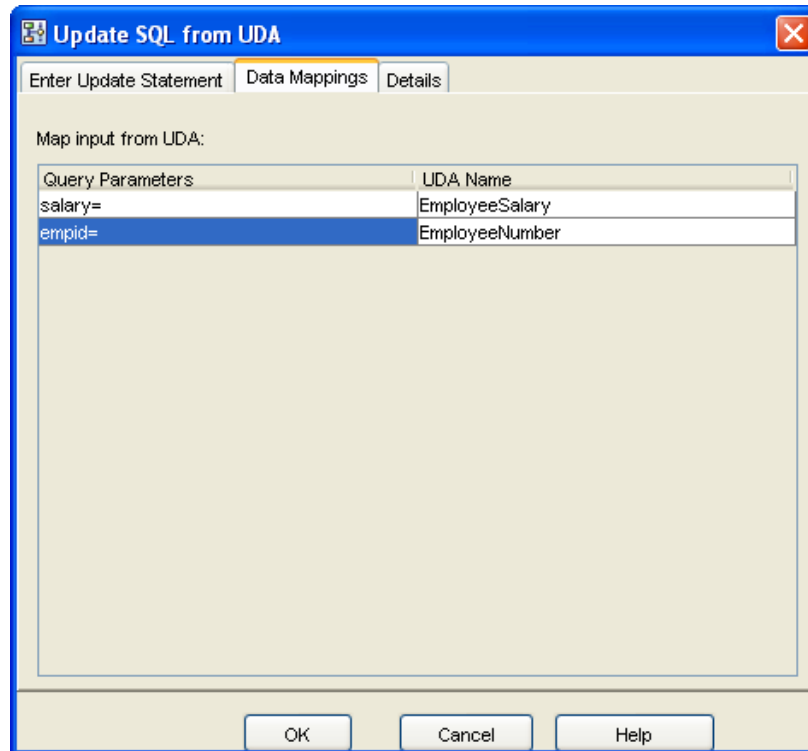 Update SQL from UDA
Enter Update Statement Data Mappings Details
Map input from UDA:
Query Parameters UDA Name
salary= EmployeeSalary
empid= EmployeeNumber
OK Cancel Help